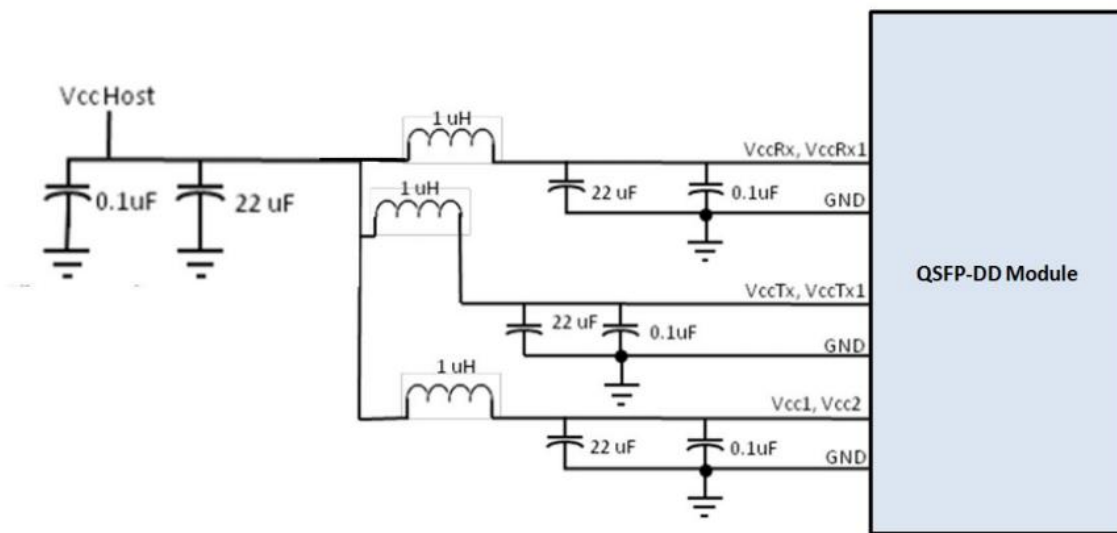 VccHost
0.1uF
22 uF
1 uH
VccRx, VccRx1
22 uF
0.1uF
GND
1 uH
VccTx, VccTx1
22 uF
0.1uF
GND
1 uH
Vcc1, Vcc2
22 uF
0.1uF
GND
QSFP-DD Module